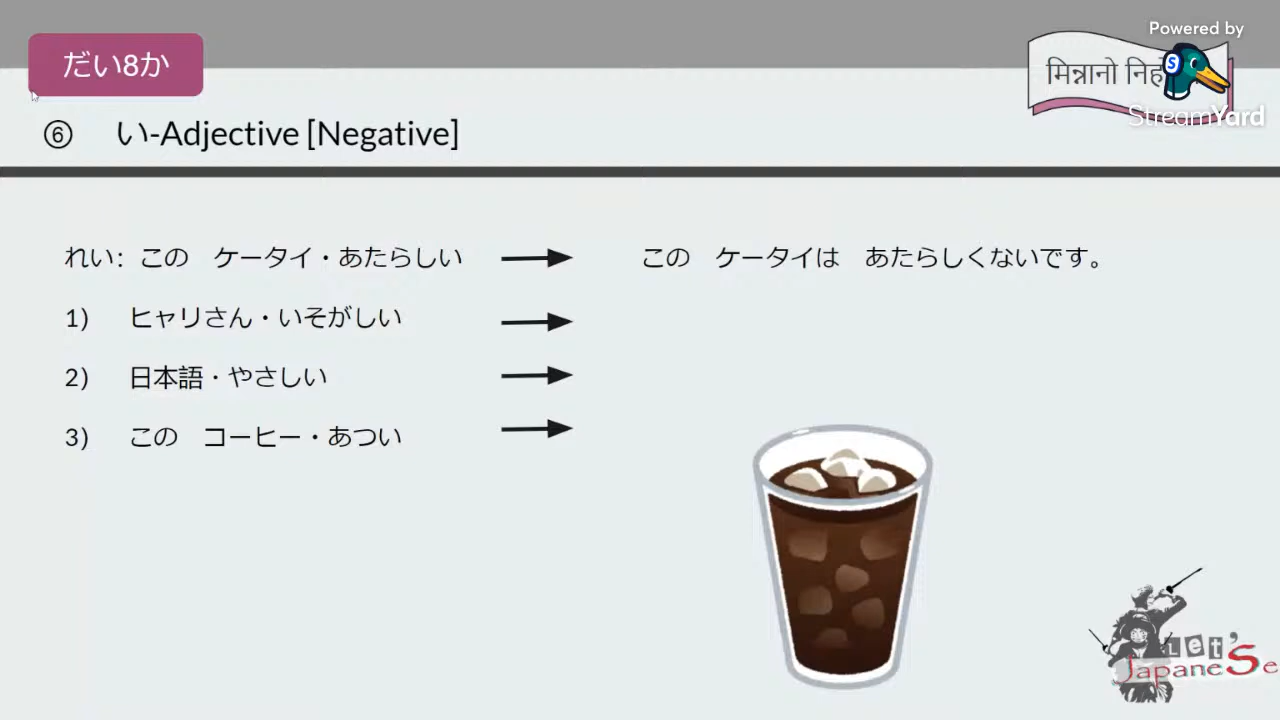 だい8か
Powered by
मिन्नानो
StreamYard
⑥ い-Adjective [Negative]
れい: この ケータイ・あたらしい この ケータイは あたらしくないです。
1) ヒャリさん・いそがしい
2) 日本語・やさしい
3) この コーヒー・あつい
Let's
JapaneSe